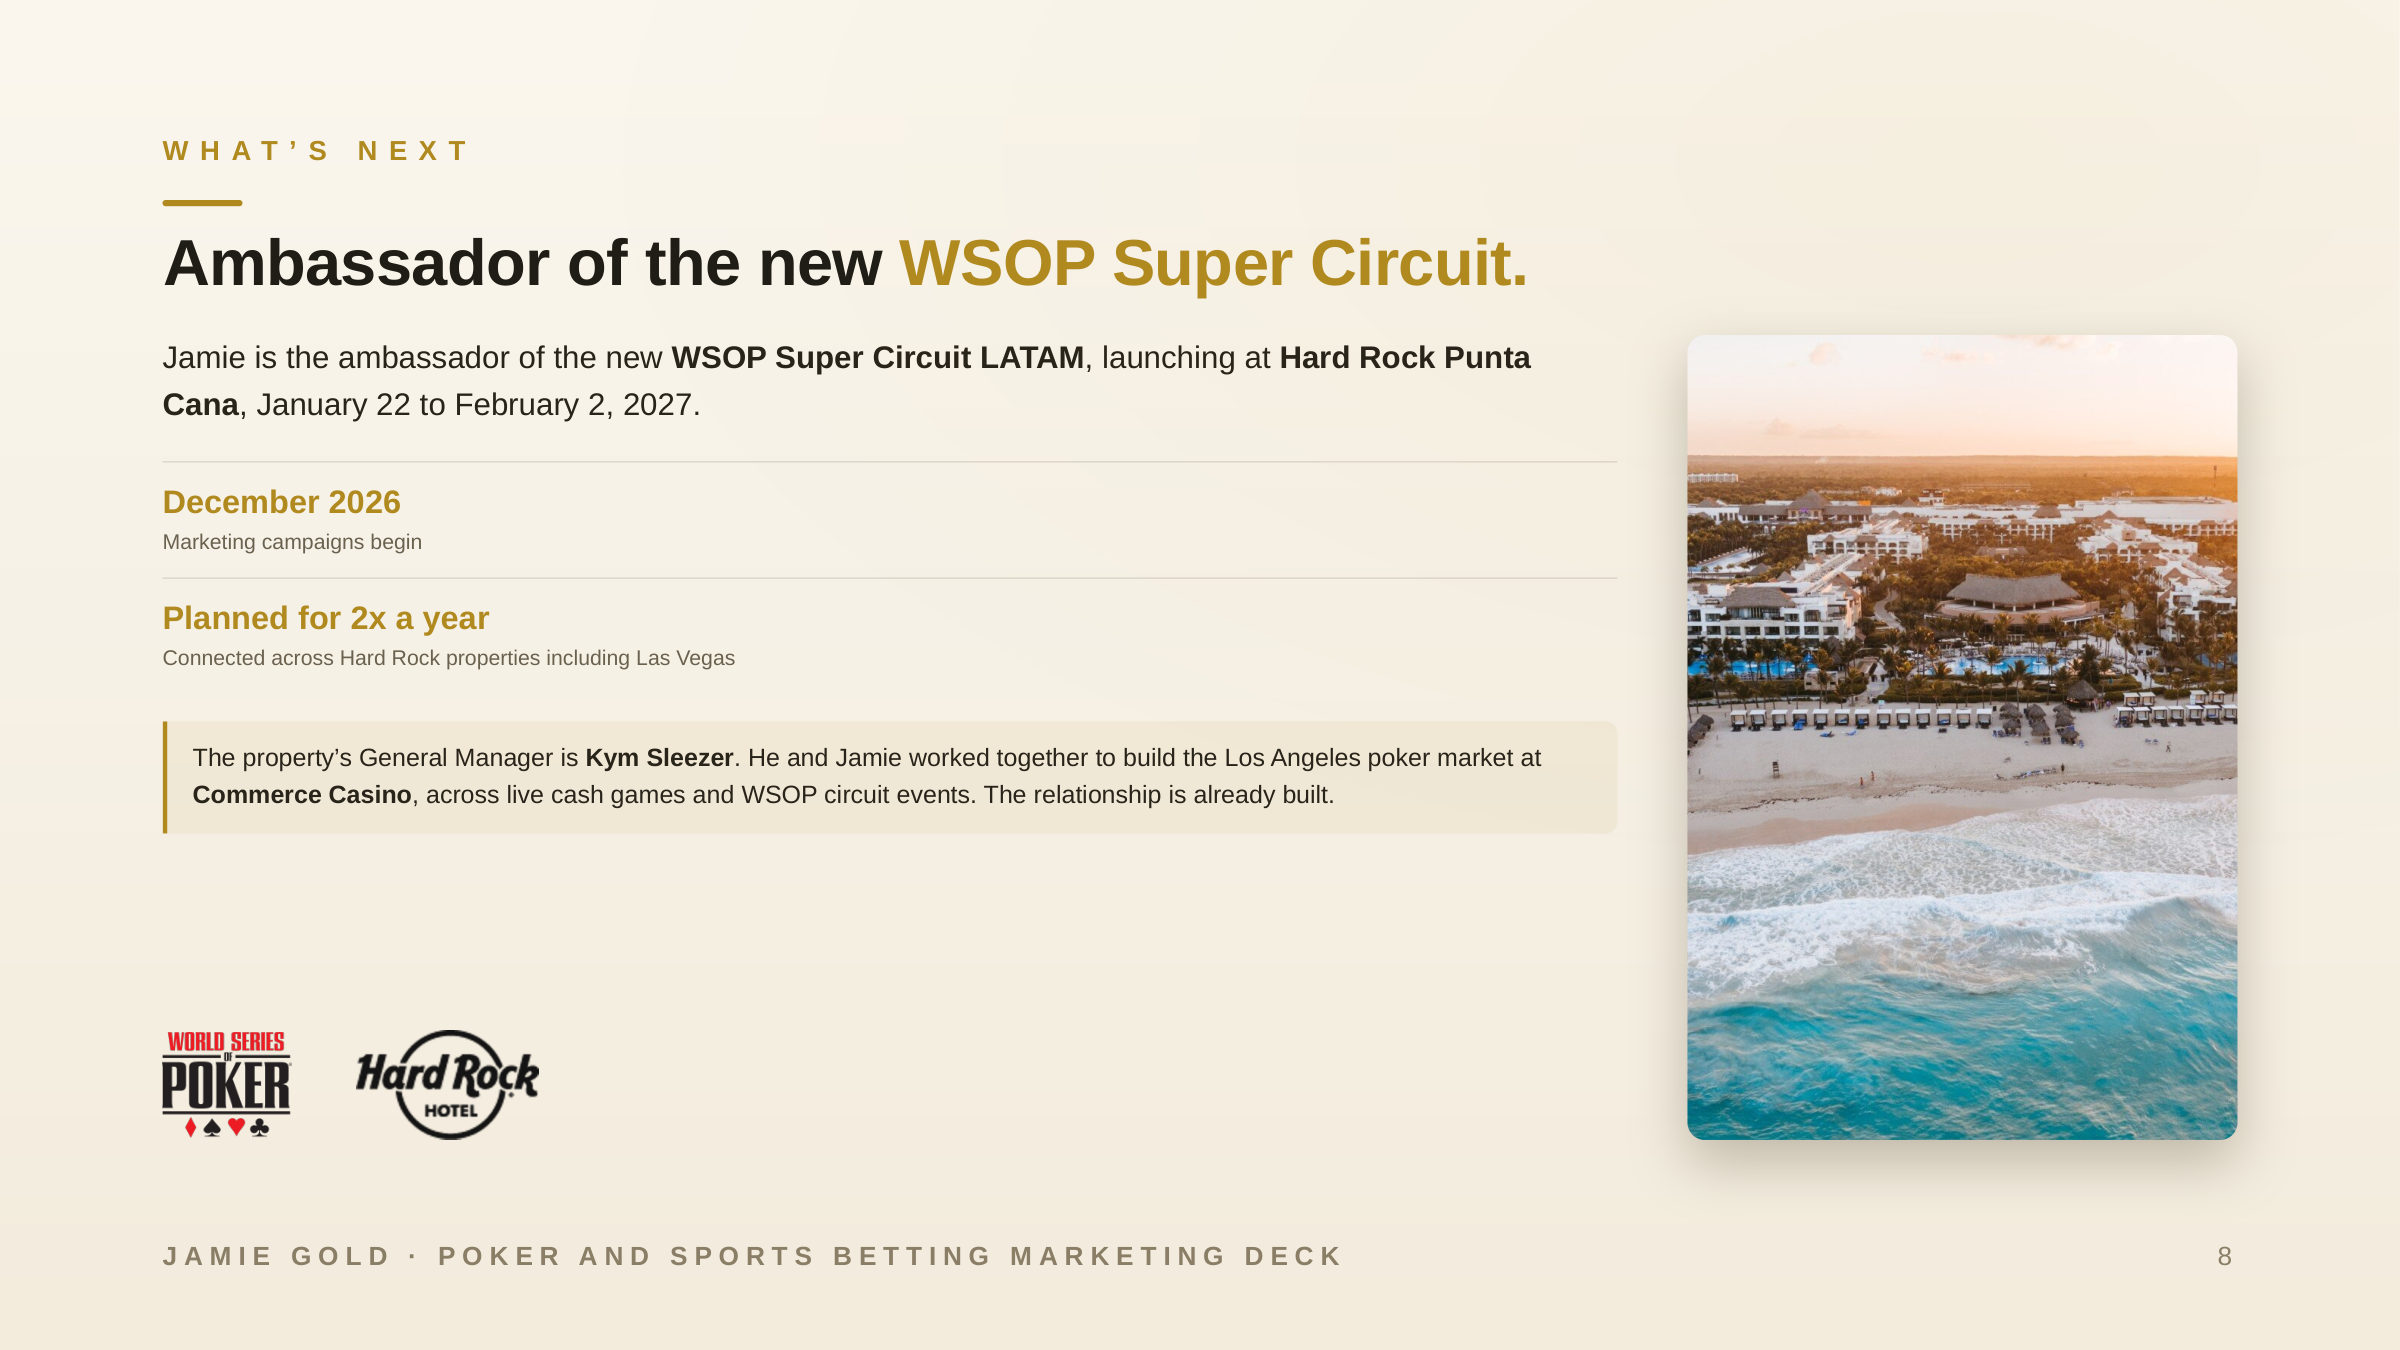 WHAT’S NEXT
Ambassador of the new WSOP Super Circuit.
Jamie is the ambassador of the new WSOP Super Circuit LATAM, launching at Hard Rock Punta
Cana, January 22 to February 2, 2027.
December 2026
Marketing campaigns begin
Planned for 2x a year
Connected across Hard Rock properties including Las Vegas
The property’s General Manager is Kym Sleezer. He and Jamie worked together to build the Los Angeles poker market at
Commerce Casino, across live cash games and WSOP circuit events. The relationship is already built.
WORLD SERIES
OF
POKER
Hard Rock
HOTEL
JAMIE GOLD · POKER AND SPORTS BETTING MARKETING DECK
8